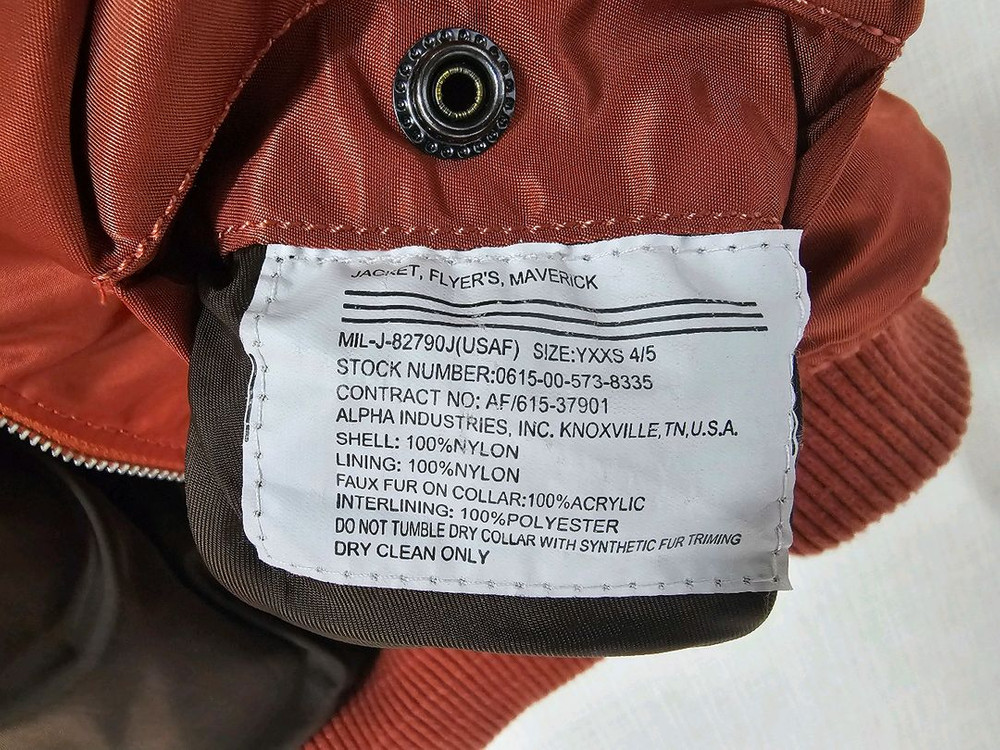 JACKET, FLYER'S, MAVERICK
MIL-J-82790J(USAF) SIZE:YXXS 4/5
STOCK NUMBER:0615-00-573-8335
CONTRACT NO: AF/615-37901
ALPHA INDUSTRIES, INC. KNOXVILLE,TN,U.S.A.
SHELL: 100%NYLON
LINING: 100%NYLON
FAUX FUR ON COLLAR:100%ACRYLIC
INTERLINING: 100%POLYESTER
DO NOT TUMBLE DRY COLLAR WITH SYNTHETIC FUR TRIMING
DRY CLEAN ONLY